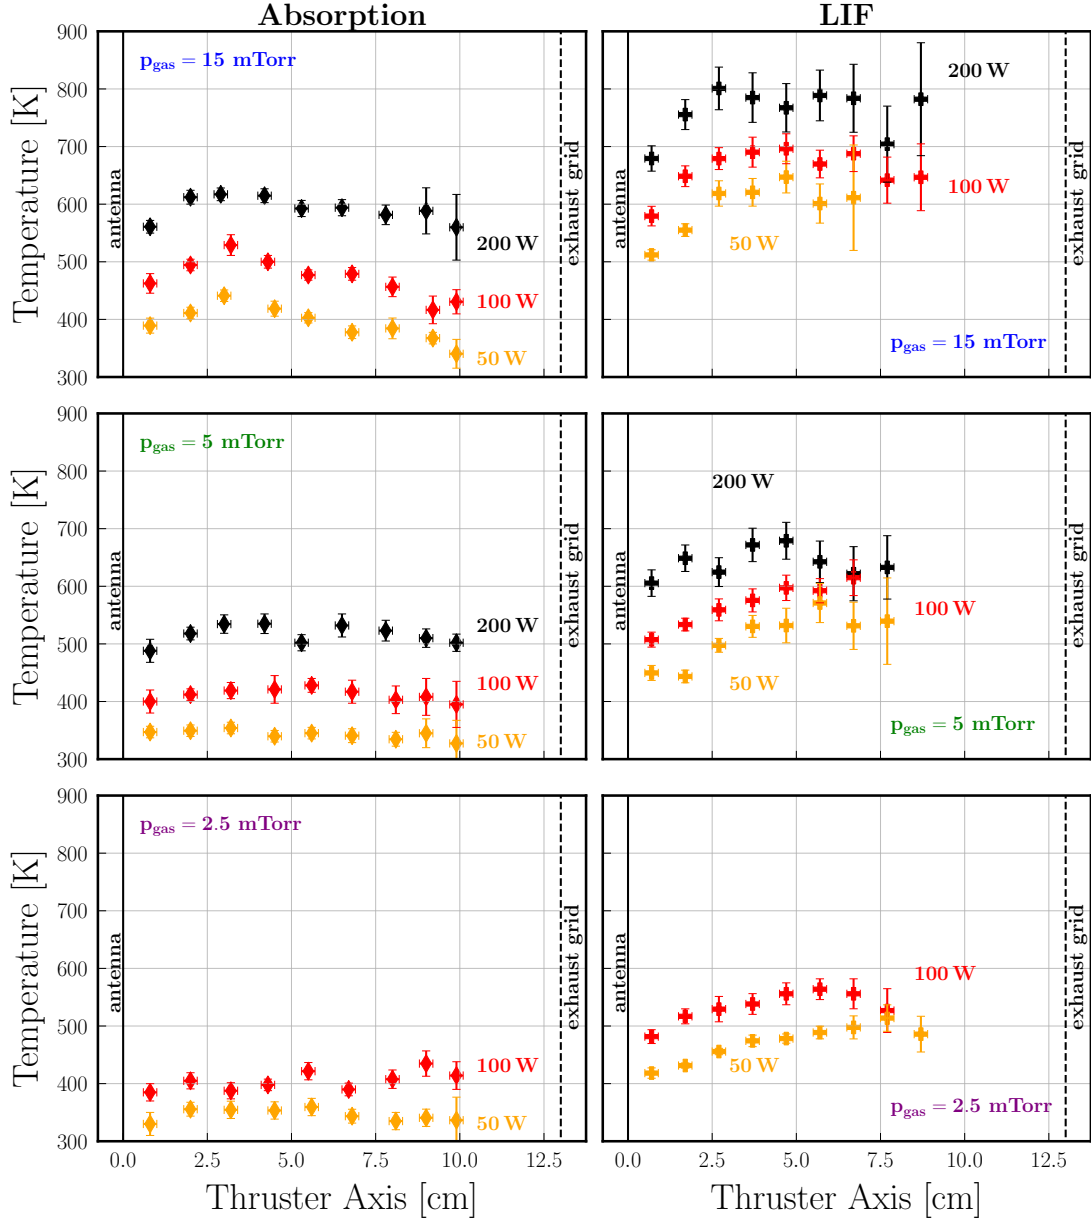 Absorption
LIF
Temperature [K]
900
800
700
600
500
400
300
p_gas = 15 mTorr
antenna
exhaust grid
200 W
100 W
50 W
antenna
exhaust grid
200 W
100 W
50 W
p_gas = 15 mTorr
Temperature [K]
900
800
700
600
500
400
300
p_gas = 5 mTorr
antenna
exhaust grid
200 W
100 W
50 W
antenna
exhaust grid
200 W
100 W
50 W
p_gas = 5 mTorr
Temperature [K]
900
800
700
600
500
400
300
p_gas = 2.5 mTorr
antenna
exhaust grid
100 W
50 W
antenna
exhaust grid
100 W
50 W
p_gas = 2.5 mTorr
0.0 2.5 5.0 7.5 10.0 12.5
0.0 2.5 5.0 7.5 10.0 12.5
Thruster Axis [cm]
Thruster Axis [cm]